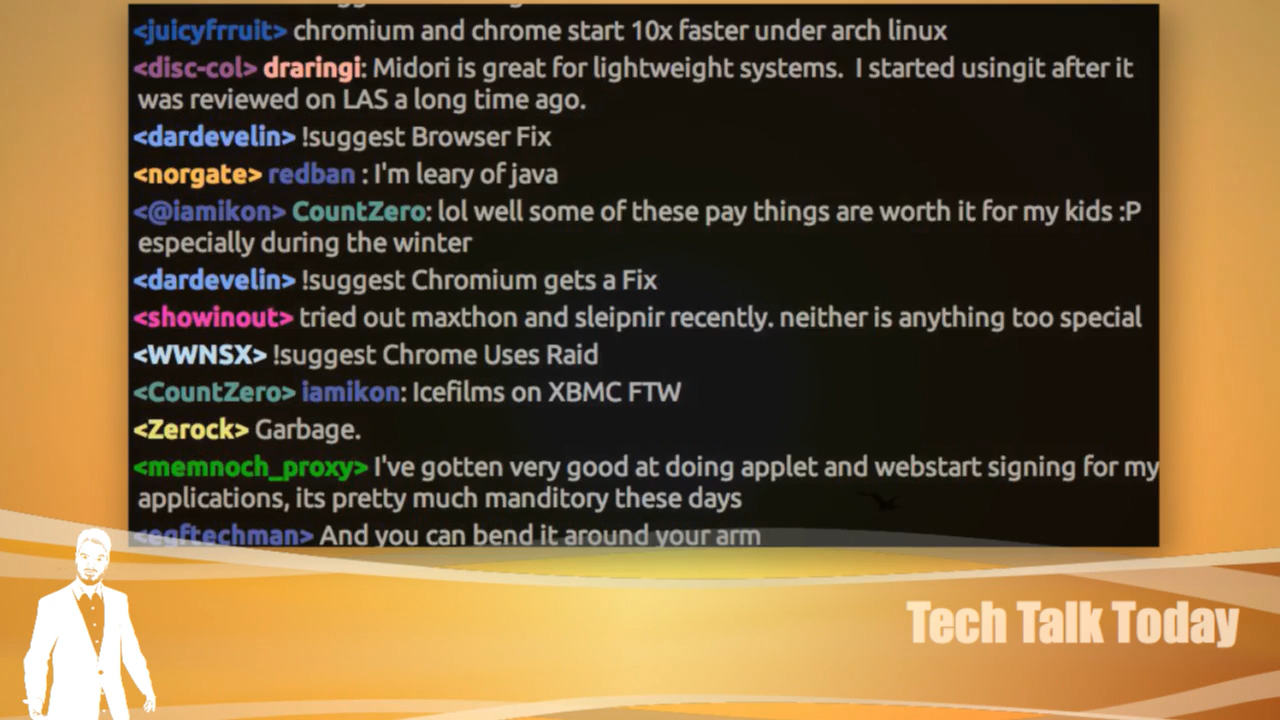 <juicyfrruit> chromium and chrome start 10x faster under arch linux
<disc-col> draringi: Midori is great for lightweight systems.  I started usingit after it
was reviewed on LAS a long time ago.
<dardevelin> !suggest Browser Fix
<norgate> redban : I'm leary of java
<@iamikon> CountZero: lol well some of these pay things are worth it for my kids :P
especially during the winter
<dardevelin> !suggest Chromium gets a Fix
<showinout> tried out maxthon and sleipnir recently. neither is anything too special
<WWNSX> !suggest Chrome Uses Raid
<CountZero> iamikon: Icefilms on XBMC FTW
<Zerock> Garbage.
<memnoch_proxy> I've gotten very good at doing applet and webstart signing for my
applications, its pretty much manditory these days
<egftechman> And you can bend it around your arm
Tech Talk Today